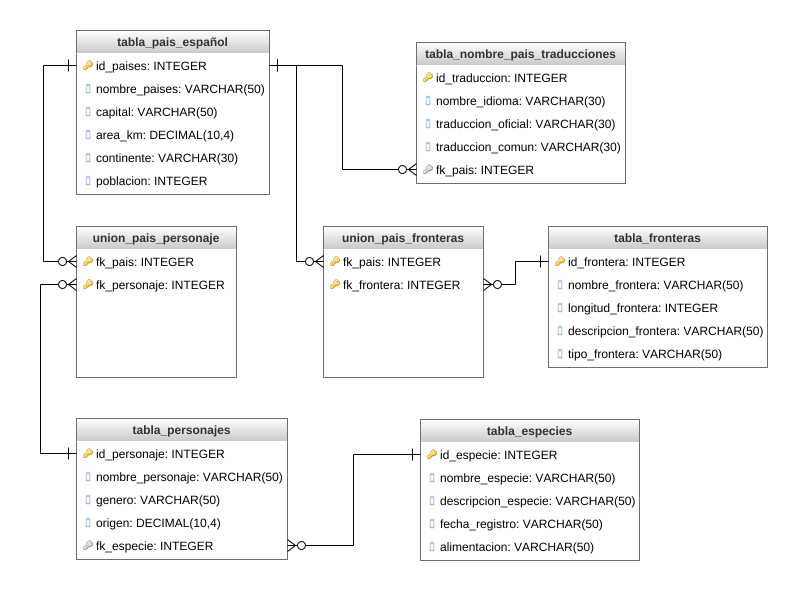 tabla_pais_español
id_paises: INTEGER
nombre_paises: VARCHAR(50)
capital: VARCHAR(50)
area_km: DECIMAL(10,4)
continente: VARCHAR(30)
poblacion: INTEGER
tabla_nombre_pais_traducciones
id_traduccion: INTEGER
nombre_idioma: VARCHAR(30)
traduccion_oficial: VARCHAR(30)
traduccion_comun: VARCHAR(30)
fk_pais: INTEGER
union_pais_personaje
fk_pais: INTEGER
fk_personaje: INTEGER
union_pais_fronteras
fk_pais: INTEGER
fk_frontera: INTEGER
tabla_fronteras
id_frontera: INTEGER
nombre_frontera: VARCHAR(50)
longitud_frontera: INTEGER
descripcion_frontera: VARCHAR(50)
tipo_frontera: VARCHAR(50)
tabla_personajes
id_personaje: INTEGER
nombre_personaje: VARCHAR(50)
genero: VARCHAR(50)
origen: DECIMAL(10,4)
fk_especie: INTEGER
tabla_especies
id_especie: INTEGER
nombre_especie: VARCHAR(50)
descripcion_especie: VARCHAR(50)
fecha_registro: VARCHAR(50)
alimentacion: VARCHAR(50)